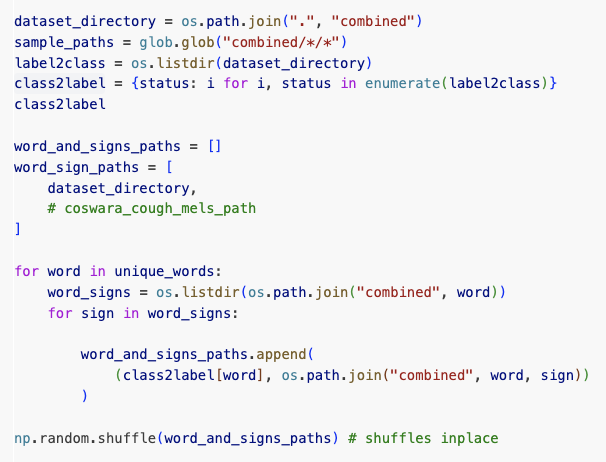 dataset_directory = os.path.join(".", "combined")
sample_paths = glob.glob("combined/*/*")
label2class = os.listdir(dataset_directory)
class2label = {status: i for i, status in enumerate(label2class)}
class2label

word_and_signs_paths = []
word_sign_paths = [
    dataset_directory,
    # coswara_cough_mels_path
]

for word in unique_words:
    word_signs = os.listdir(os.path.join("combined", word))
    for sign in word_signs:

        word_and_signs_paths.append(
            (class2label[word], os.path.join("combined", word, sign))
        )

np.random.shuffle(word_and_signs_paths) # shuffles inplace